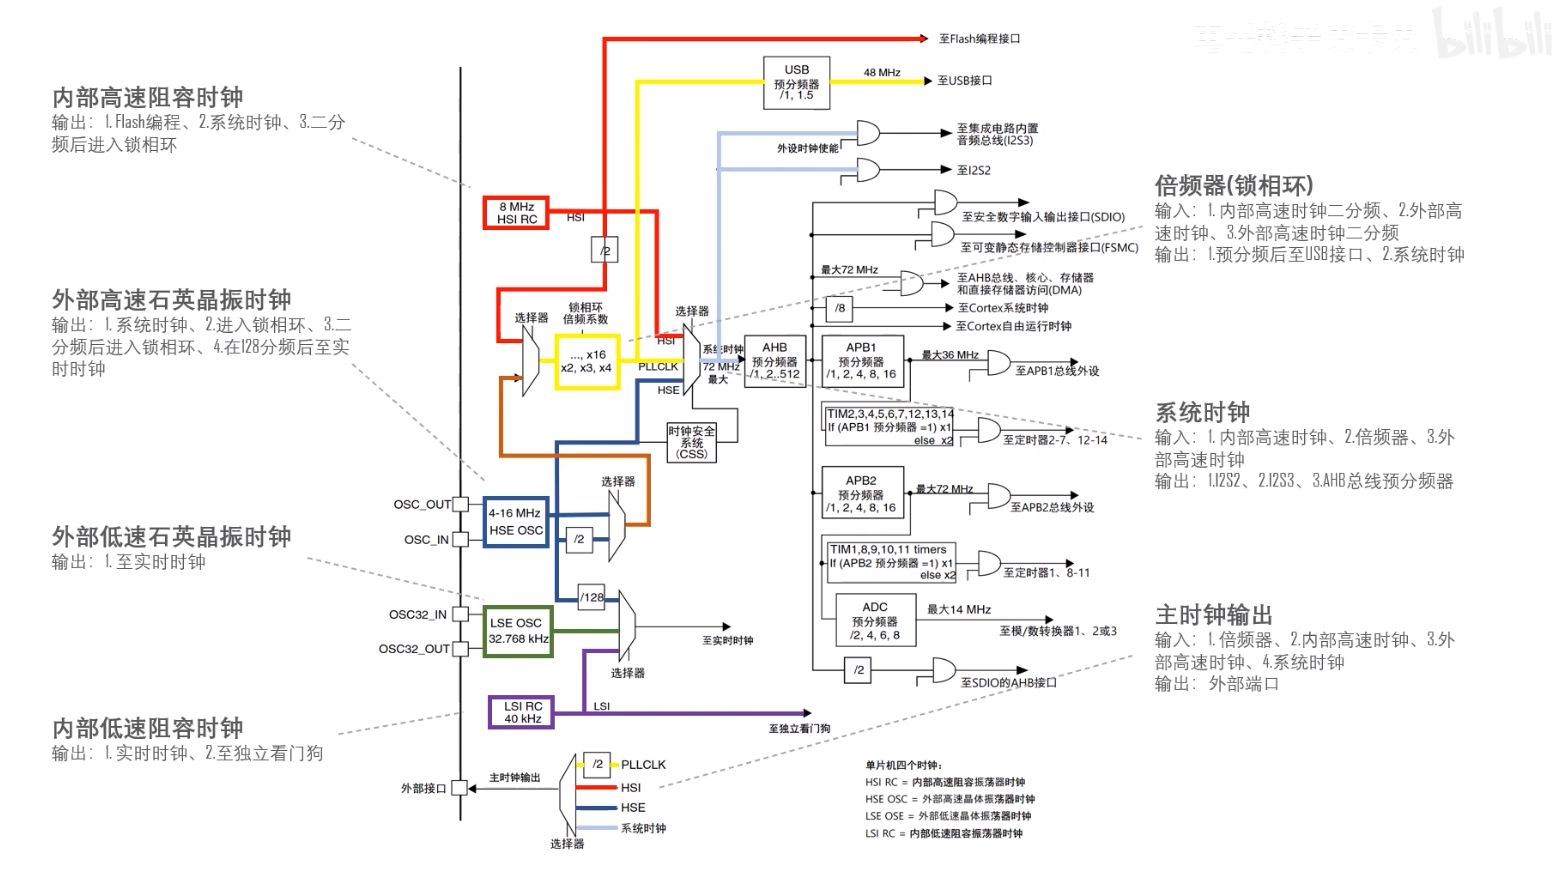 bilibili
至Flash编程接口
USB
预分频器
/1, 1.5
48 MHz
至USB接口
内部高速阻容时钟
输出：1.Flash编程、2.系统时钟、3.二分
频后进入锁相环
至集成电路内置
音频总线(I2S3)
外设时钟使能
至I2S2
8 MHz
HSI RC
HSI
/2
至安全数字输入输出接口(SDIO)
至可变静态存储控制器接口(FSMC)
倍频器(锁相环)
输入：1.内部高速时钟二分频、2.外部高
速时钟、3.外部高速时钟二分频
输出：1.预分频后至USB接口、2.系统时钟
最大72 MHz
至AHB总线、核心、存储器
和直接存储器访问(DMA)
/8
至Cortex系统时钟
至Cortex自由运行时钟
外部高速石英晶振时钟
输出：1.系统时钟、2.进入锁相环、3.二
分频后进入锁相环、4.在128分频后至实
时时钟
选择器
锁相环
倍频系数
..., x16
x2, x3, x4
选择器
HSI
PLLCLK
HSE
系统时钟
72 MHz
最大
AHB
预分频器
/1, 2..512
APB1
预分频器
/1, 2, 4, 8, 16
最大36 MHz
至APB1总线外设
时钟安全
系统
(CSS)
TIM2,3,4,5,6,7,12,13,14
If (APB1 预分频器 =1) x1
else x2
至定时器2-7、12-14
系统时钟
输入：1.内部高速时钟、2.倍频器、3.外
部高速时钟
输出：1.I2S2、2.I2S3、3.AHB总线预分频器
APB2
预分频器
/1, 2, 4, 8, 16
最大72 MHz
至APB2总线外设
OSC_OUT
OSC_IN
4-16 MHz
HSE OSC
选择器
/2
外部低速石英晶振时钟
输出：1.至实时时钟
TIM1,8,9,10,11 timers
If (APB2 预分频器 =1) x1
else x2
至定时器1、8-11
/128
OSC32_IN
OSC32_OUT
LSE OSC
32.768 kHz
选择器
至实时时钟
ADC
预分频器
/2, 4, 6, 8
最大14 MHz
至模/数转换器1、2或3
/2
至SDIO的AHB接口
主时钟输出
输入：1.倍频器、2.内部高速时钟、3.外
部高速时钟、4.系统时钟
输出：外部端口
内部低速阻容时钟
输出：1.实时时钟、2.至独立看门狗
LSI RC
40 kHz
LSI
至独立看门狗
外部接口
主时钟输出
/2
PLLCLK
HSI
HSE
系统时钟
选择器
单片机四个时钟：
HSI RC = 内部高速阻容振荡器时钟
HSE OSC = 外部高速晶体振荡器时钟
LSE OSE = 外部低速晶体振荡器时钟
LSI RC = 内部低速阻容振荡器时钟